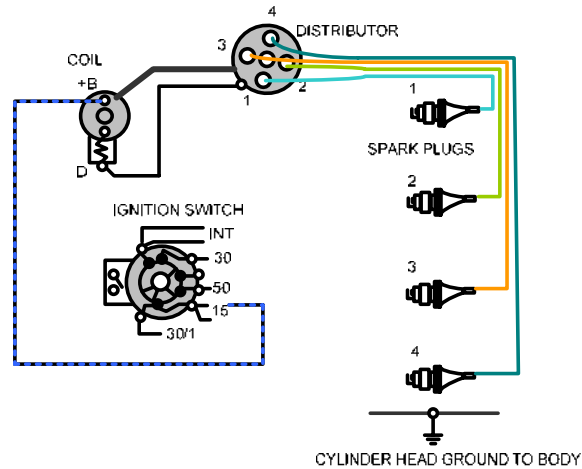 4
DISTRIBUTOR
3
COIL
+B
1
2
1
SPARK PLUGS
D
2
IGNITION SWITCH
INT
30
50
15
30/1
3
4
CYLINDER HEAD GROUND TO BODY